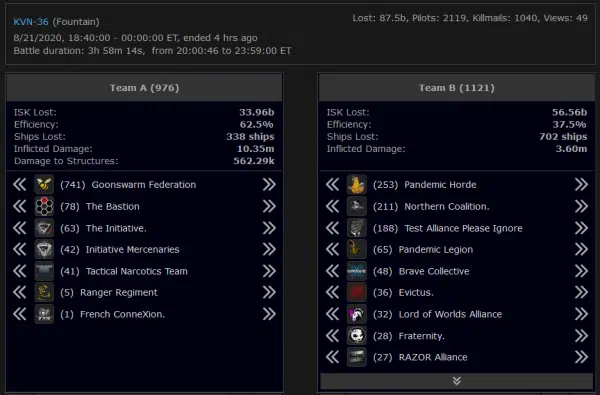 KVN-36 (Fountain)
Lost: 87.5b, Pilots: 2119, Killmails: 1040, Views: 49
8/21/2020, 18:40:00 - 00:00:00 ET, ended 4 hrs ago
Battle duration: 3h 58m 14s, from 20:00:46 to 23:59:00 ET
Team A (976)
ISK Lost: 33.96b
Efficiency: 62.5%
Ships Lost: 338 ships
Inflicted Damage: 10.35m
Damage to Structures: 562.29k
(741) Goonswarm Federation
(78) The Bastion
(63) The Initiative.
(42) Initiative Mercenaries
(41) Tactical Narcotics Team
(5) Ranger Regiment
(1) French ConneXion.
Team B (1121)
ISK Lost: 56.56b
Efficiency: 37.5%
Ships Lost: 702 ships
Inflicted Damage: 3.60m
(253) Pandemic Horde
(211) Northern Coalition.
(188) Test Alliance Please Ignore
(65) Pandemic Legion
(48) Brave Collective
(36) Evictus.
(32) Lord of Worlds Alliance
(28) Fraternity.
(27) RAZOR Alliance